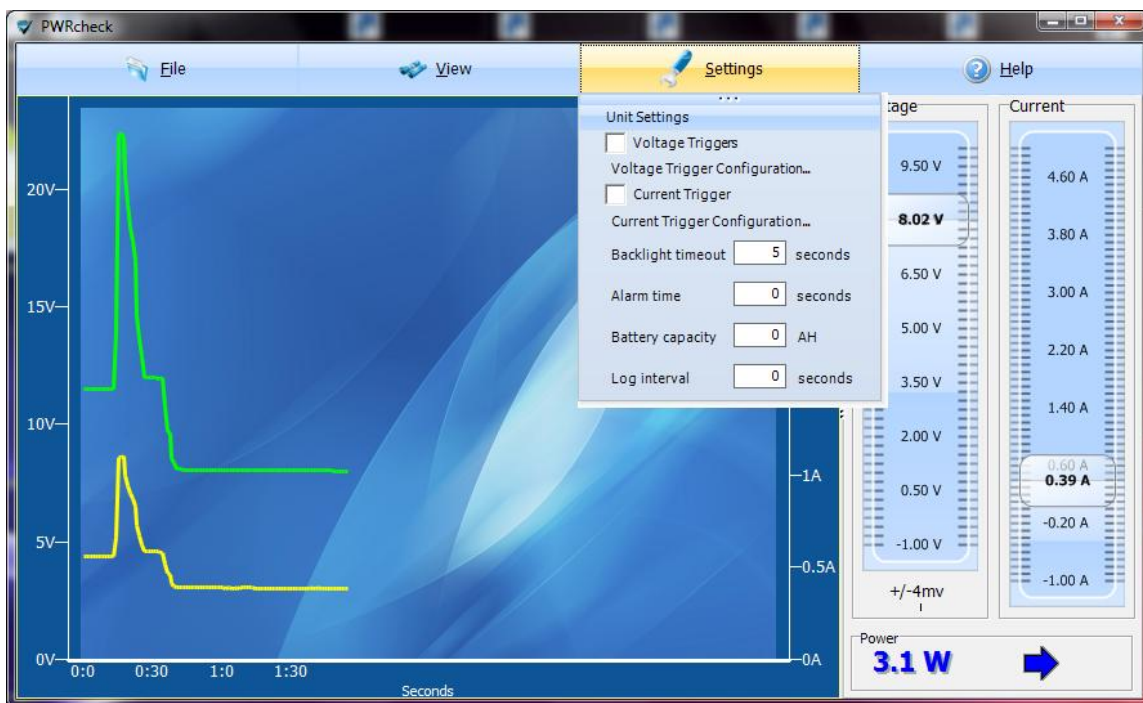 PWRcheck
File View Settings Help
...
Unit Settings
Voltage Triggers
Voltage Trigger Configuration...
Current Trigger
Current Trigger Configuration...
Backlight timeout 5 seconds
Alarm time 0 seconds
Battery capacity 0 AH
Log interval 0 seconds
20V
15V
10V
5V
0V
0:0 0:30 1:0 1:30
Seconds
1A
0.5A
0A
tage
9.50 V
8.02 V
6.50 V
5.00 V
3.50 V
2.00 V
0.50 V
-1.00 V
+/-4mv
Current
4.60 A
3.80 A
3.00 A
2.20 A
1.40 A
0.60 A
0.39 A
-0.20 A
-1.00 A
Power
3.1 W